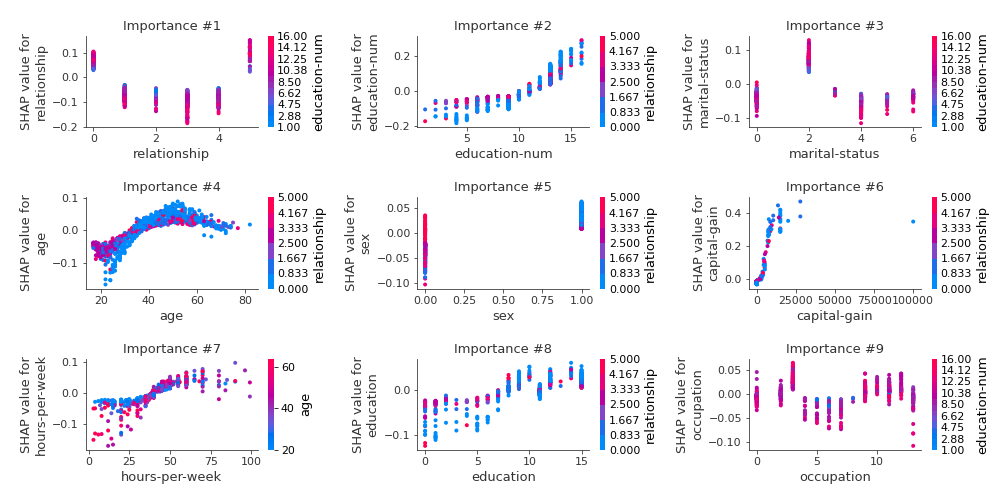 Importance #1
SHAP value for
relationship
0.1
0.0
−0.1
−0.2
0
2
4
relationship
16.00
14.12
12.25
10.38
8.50
6.62
4.75
2.88
1.00
education-num
Importance #2
SHAP value for
education-num
0.2
0.0
−0.2
0
5
10
15
education-num
5.000
4.167
3.333
2.500
1.667
0.833
0.000
relationship
Importance #3
SHAP value for
marital-status
0.1
0.0
−0.1
0
2
4
6
marital-status
16.00
14.12
12.25
10.38
8.50
6.62
4.75
2.88
1.00
education-num
Importance #4
SHAP value for
age
0.1
0.0
−0.1
20
40
60
80
age
5.000
4.167
3.333
2.500
1.667
0.833
0.000
relationship
Importance #5
SHAP value for
sex
0.05
0.00
−0.05
−0.10
0.00
0.25
0.50
0.75
1.00
sex
5.000
4.167
3.333
2.500
1.667
0.833
0.000
relationship
Importance #6
SHAP value for
capital-gain
0.4
0.2
0.0
0
25000
50000
75000
100000
capital-gain
5.000
4.167
3.333
2.500
1.667
0.833
0.000
relationship
Importance #7
SHAP value for
hours-per-week
0.1
0.0
−0.1
0
25
50
75
100
hours-per-week
60
40
20
age
Importance #8
SHAP value for
education
0.0
−0.1
0
5
10
15
education
5.000
4.167
3.333
2.500
1.667
0.833
0.000
relationship
Importance #9
SHAP value for
occupation
0.05
0.00
−0.05
−0.10
0
5
10
occupation
16.00
14.12
12.25
10.38
8.50
6.62
4.75
2.88
1.00
education-num